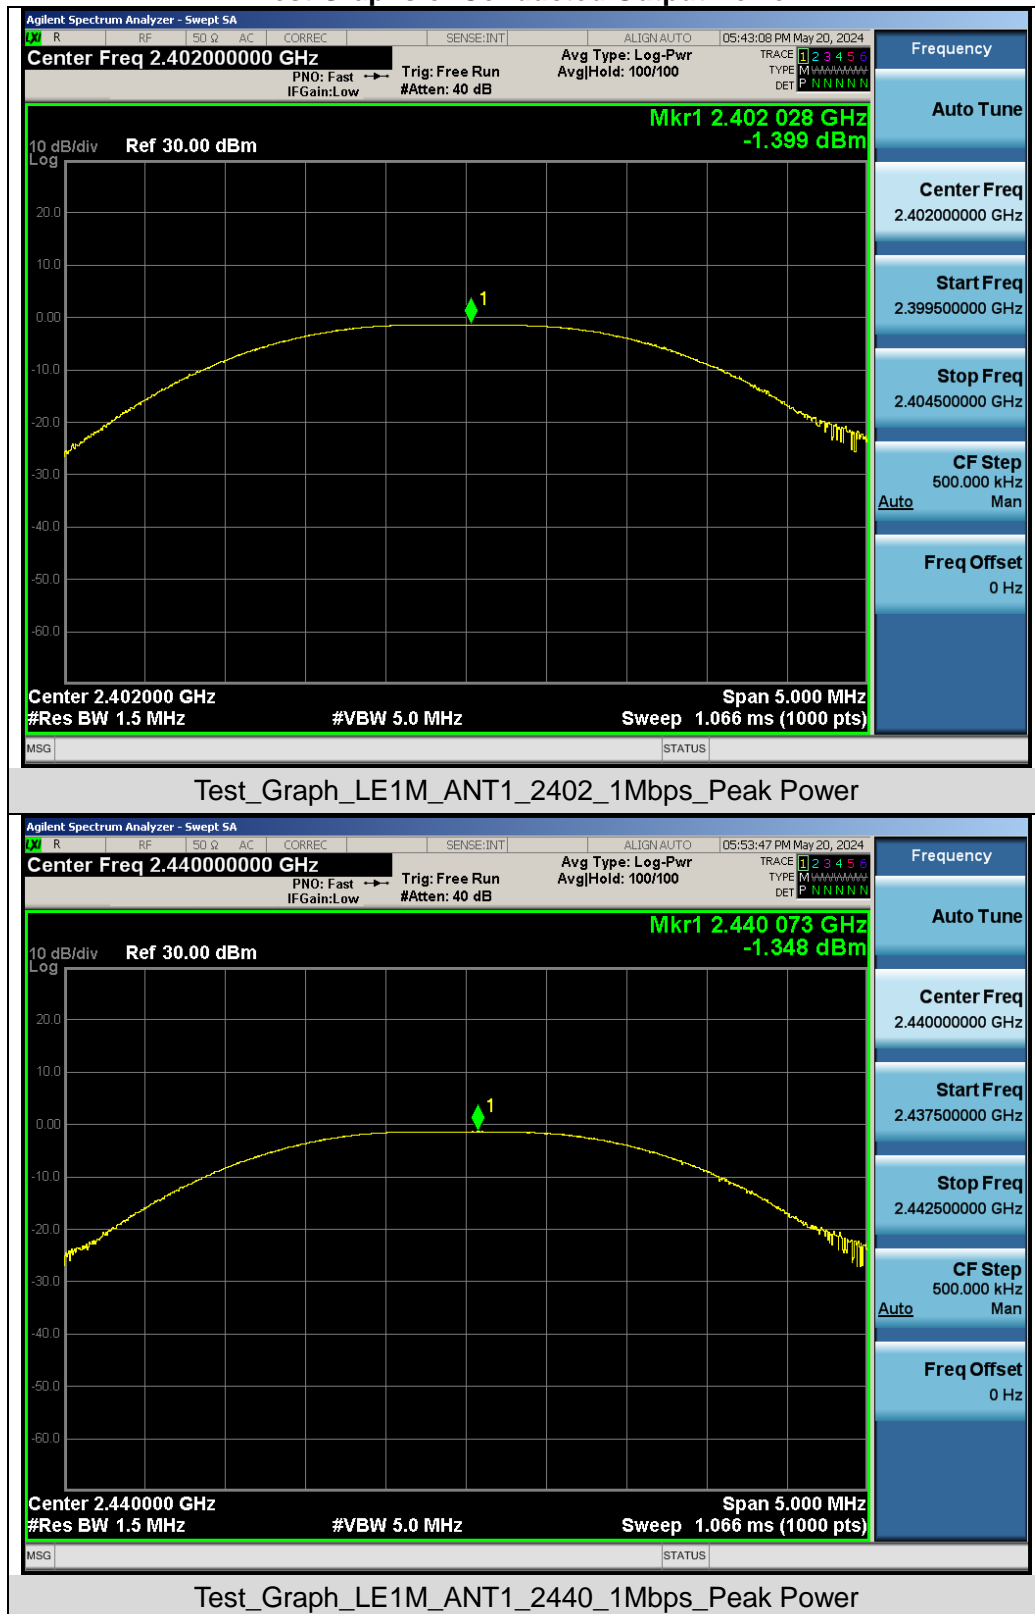 Test Graphs of Conducted Output Power
Agilent Spectrum Analyzer - Swept SA
LXI R RF 50 Ω AC CORREC SENSE:INT ALIGN AUTO 05:43:08 PM May 20, 2024
Center Freq 2.402000000 GHz
PNO: Fast
IFGain:Low
Trig: Free Run
#Atten: 40 dB
Avg Type: Log-Pwr
Avg|Hold: 100/100
TRACE 1 2 3 4 5 6
TYPE M
DET P N N N N N
Mkr1 2.402 028 GHz
-1.399 dBm
10 dB/div Ref 30.00 dBm
Log
20.0
10.0
0.00
-10.0
-20.0
-30.0
-40.0
-50.0
-60.0
1
Center 2.402000 GHz Span 5.000 MHz
#Res BW 1.5 MHz #VBW 5.0 MHz Sweep 1.066 ms (1000 pts)
MSG STATUS
Frequency
Auto Tune
Center Freq
2.402000000 GHz
Start Freq
2.399500000 GHz
Stop Freq
2.404500000 GHz
CF Step
500.000 kHz
Auto Man
Freq Offset
0 Hz
Test_Graph_LE1M_ANT1_2402_1Mbps_Peak Power
Agilent Spectrum Analyzer - Swept SA
LXI R RF 50 Ω AC CORREC SENSE:INT ALIGN AUTO 05:53:47 PM May 20, 2024
Center Freq 2.440000000 GHz
PNO: Fast
IFGain:Low
Trig: Free Run
#Atten: 40 dB
Avg Type: Log-Pwr
Avg|Hold: 100/100
TRACE 1 2 3 4 5 6
TYPE M
DET P N N N N N
Mkr1 2.440 073 GHz
-1.348 dBm
10 dB/div Ref 30.00 dBm
Log
20.0
10.0
0.00
-10.0
-20.0
-30.0
-40.0
-50.0
-60.0
1
Center 2.440000 GHz Span 5.000 MHz
#Res BW 1.5 MHz #VBW 5.0 MHz Sweep 1.066 ms (1000 pts)
MSG STATUS
Frequency
Auto Tune
Center Freq
2.440000000 GHz
Start Freq
2.437500000 GHz
Stop Freq
2.442500000 GHz
CF Step
500.000 kHz
Auto Man
Freq Offset
0 Hz
Test_Graph_LE1M_ANT1_2440_1Mbps_Peak Power